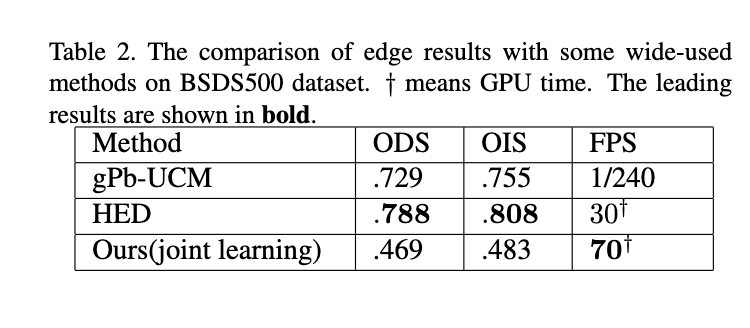 Table 2. The comparison of edge results with some wide-used
methods on BSDS500 dataset. † means GPU time. The leading
results are shown in bold.
Method ODS OIS FPS
gPb-UCM .729 .755 1/240
HED .788 .808 30†
Ours(joint learning) .469 .483 70†